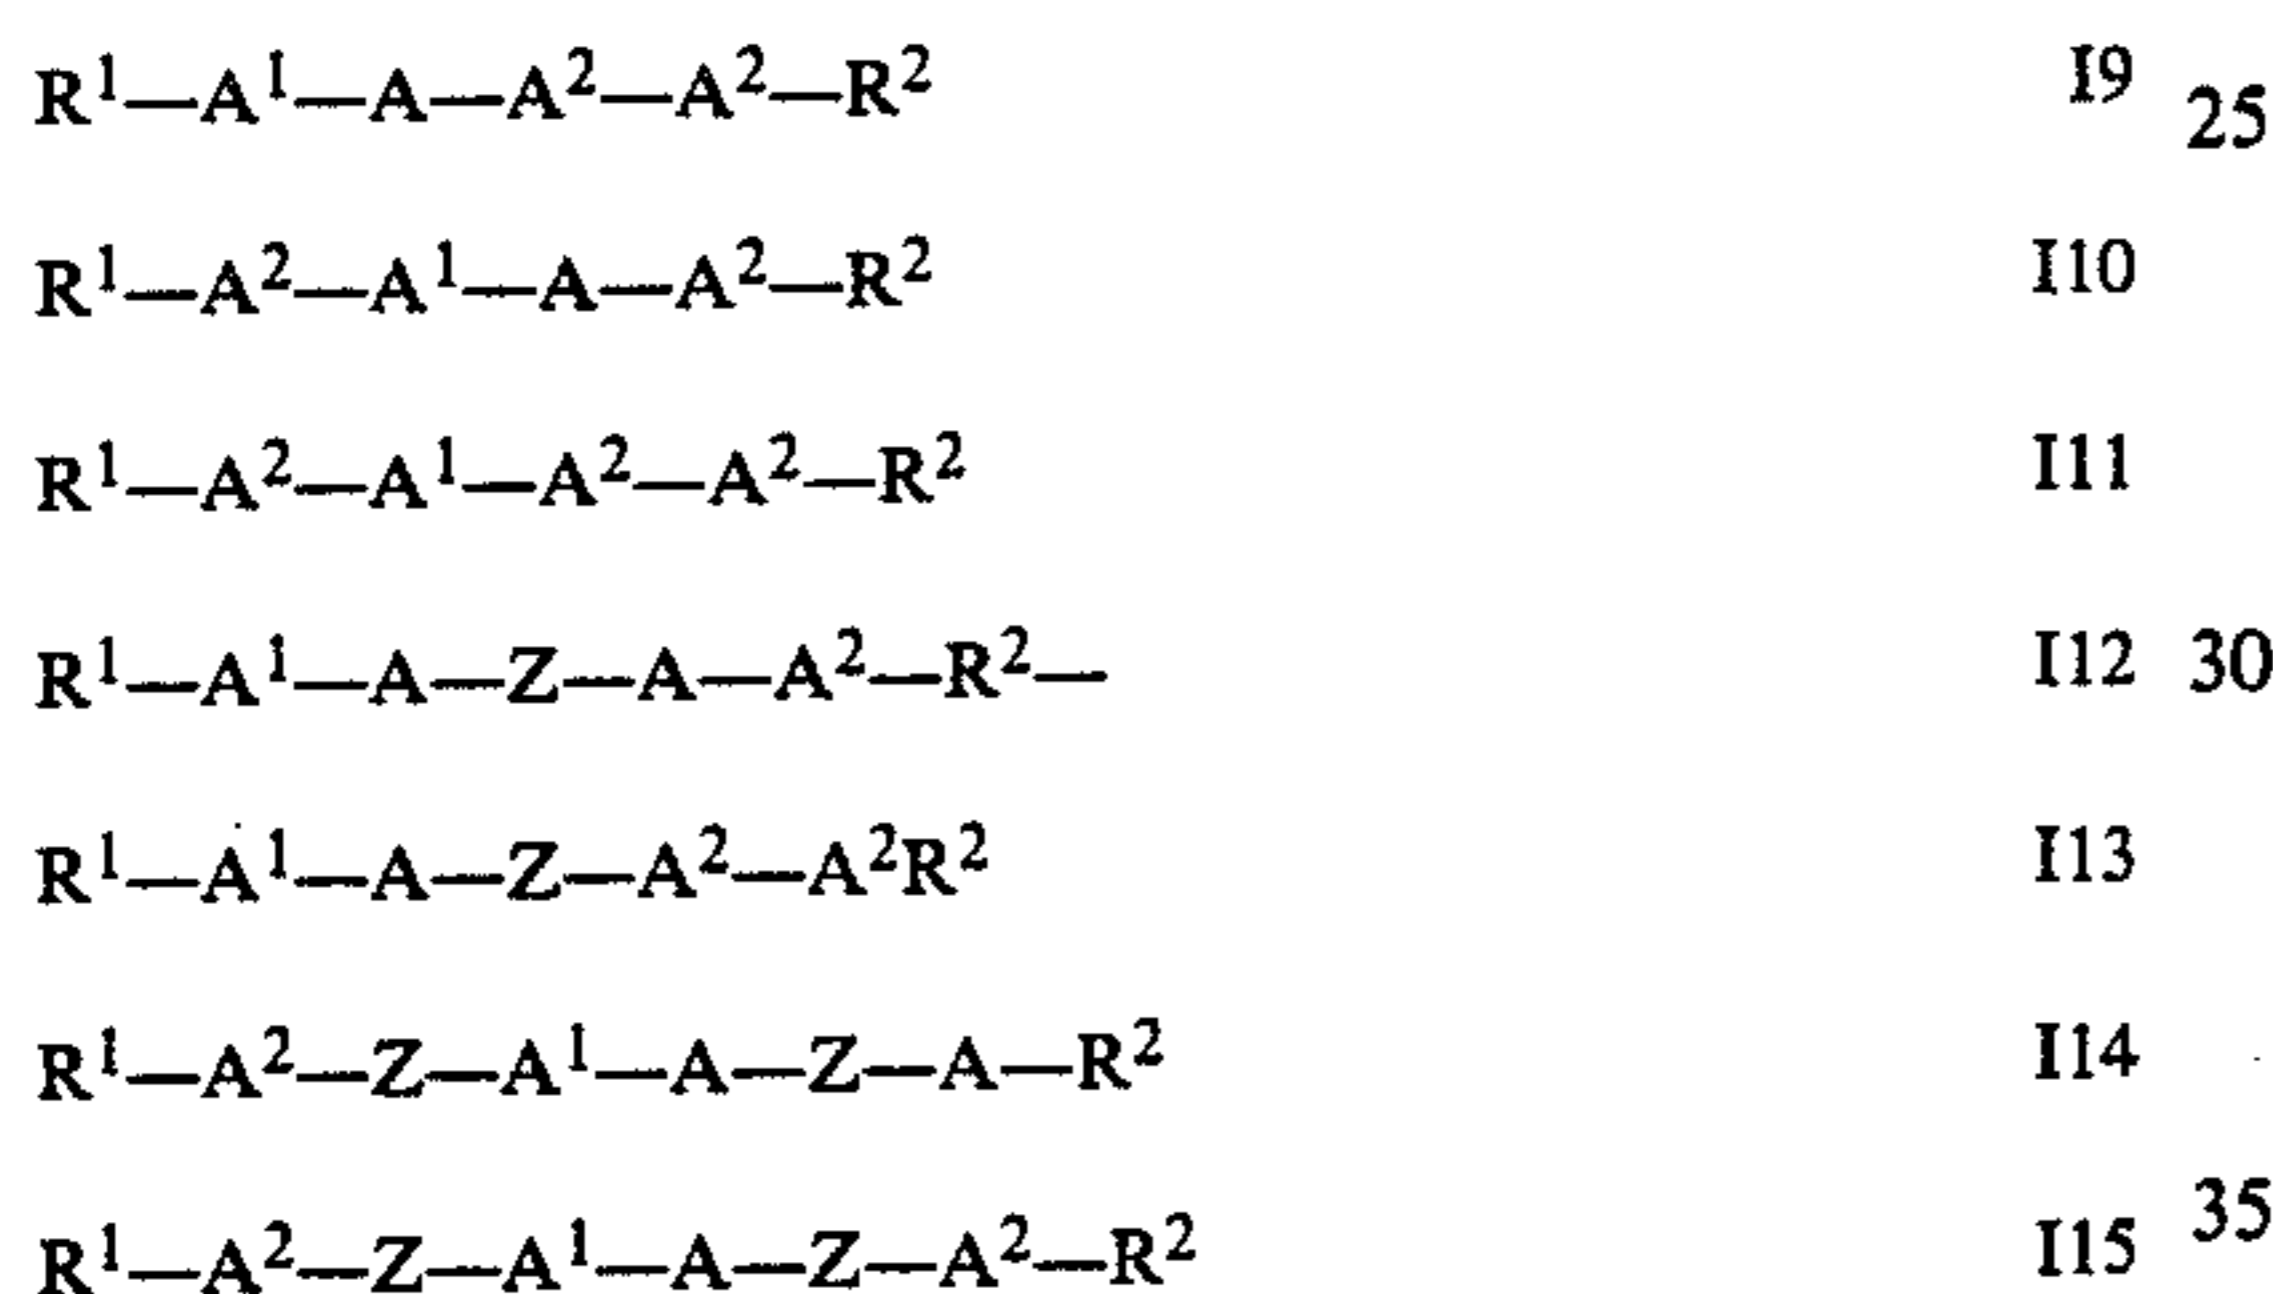 R¹—A¹—A—A²—A²—R² I9 25
R¹—A²—A¹—A—A²—R² I10
R¹—A²—A¹—A²—A²—R² I11
R¹—A¹—A—Z—A—A²—R²— I12 30
R¹—A¹—A—Z—A²—A²R² I13
R¹—A²—Z—A¹—A—Z—A—R² I14
R¹—A²—Z—A¹—A—Z—A²—R² I15 35